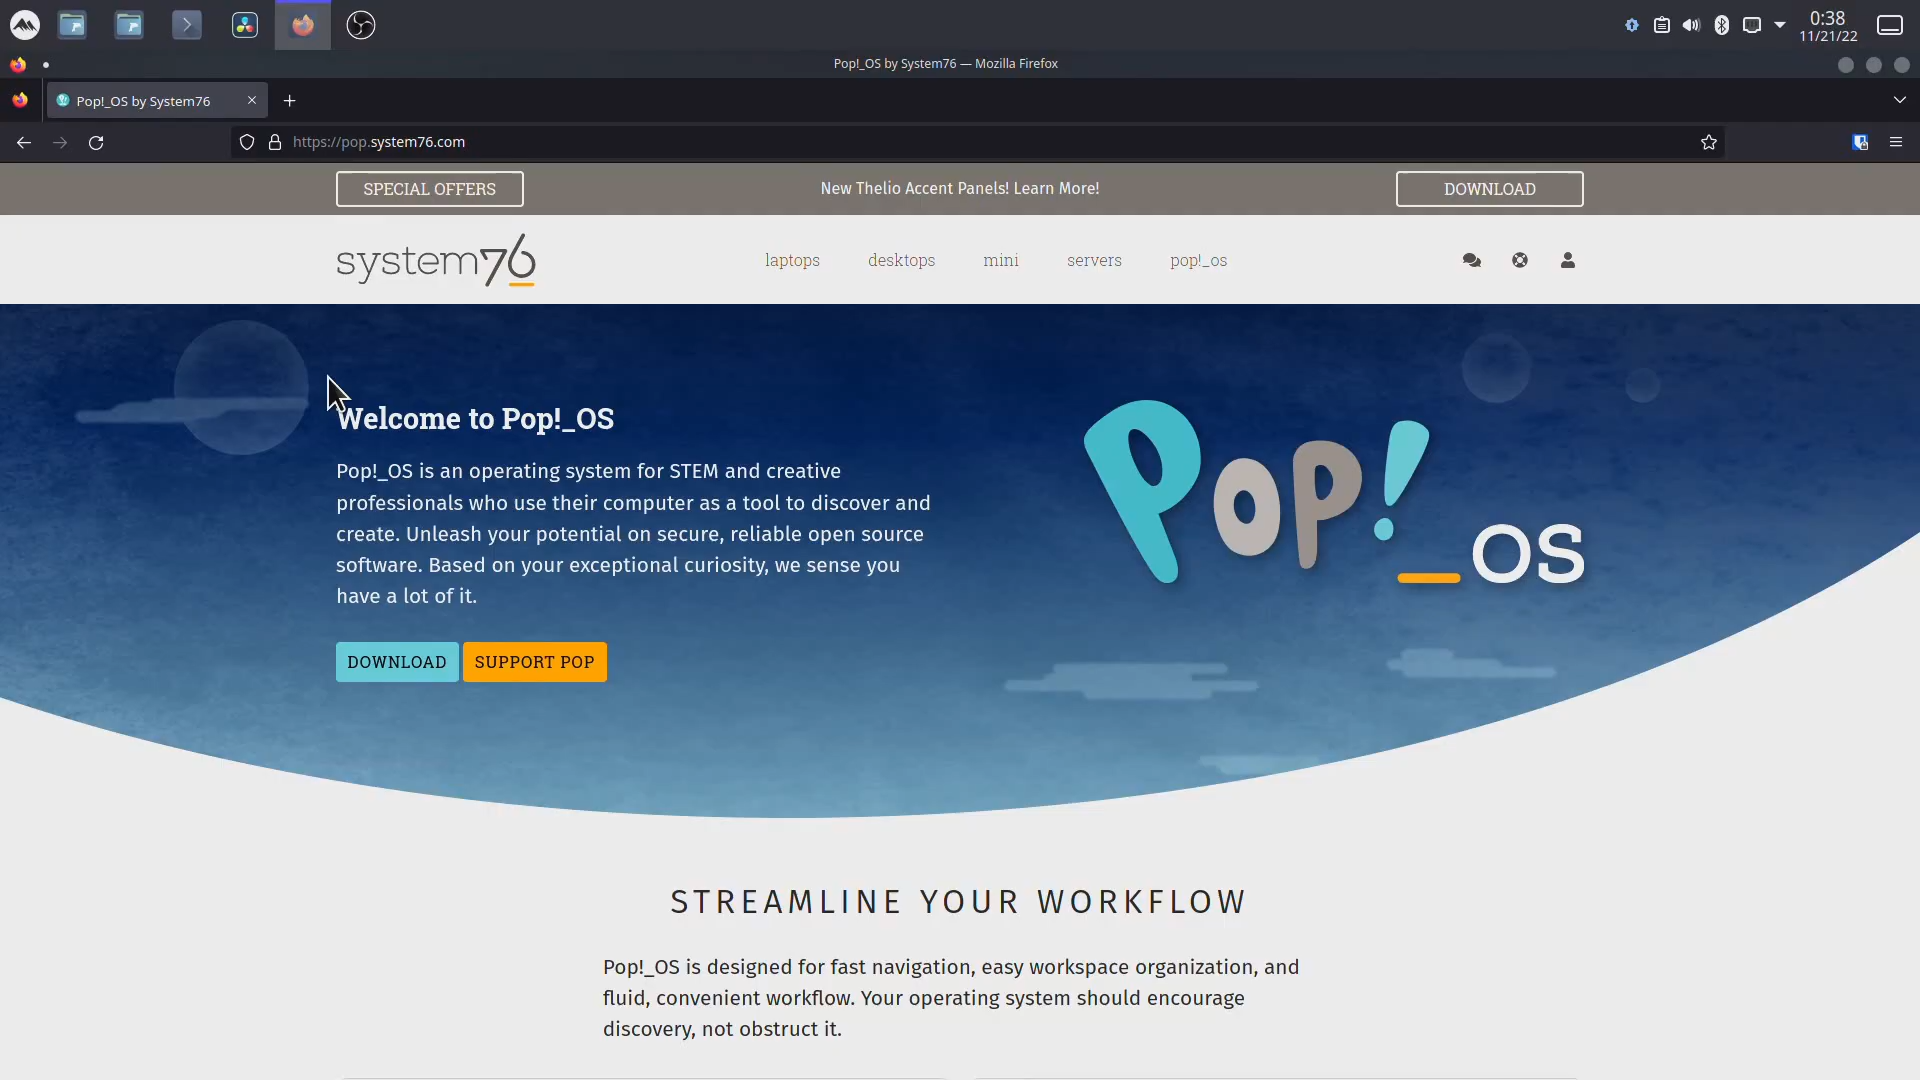 0:38
11/21/22
Pop!_OS by System76 — Mozilla Firefox
Pop!_OS by System76
https://pop.system76.com
SPECIAL OFFERS
New Thelio Accent Panels! Learn More!
DOWNLOAD
system76
laptops
desktops
mini
servers
pop!_os
Welcome to Pop!_OS
Pop!_OS is an operating system for STEM and creative
professionals who use their computer as a tool to discover and
create. Unleash your potential on secure, reliable open source
software. Based on your exceptional curiosity, we sense you
have a lot of it.
DOWNLOAD
SUPPORT POP
Pop!_OS
STREAMLINE YOUR WORKFLOW
Pop!_OS is designed for fast navigation, easy workspace organization, and
fluid, convenient workflow. Your operating system should encourage
discovery, not obstruct it.